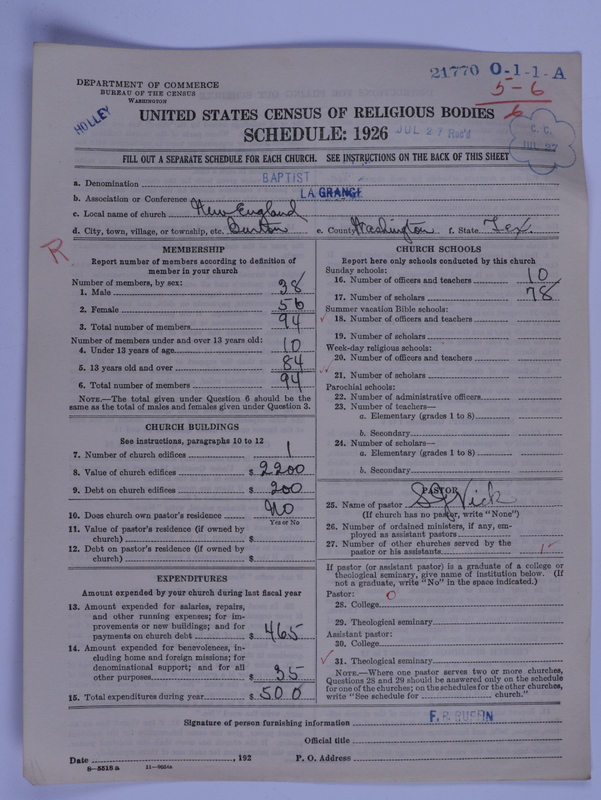 21770 O-1-1-A
5-6
6
DEPARTMENT OF COMMERCE
BUREAU OF THE CENSUS
WASHINGTON
HOLLEY
UNITED STATES CENSUS OF RELIGIOUS BODIES
SCHEDULE: 1926
JUL 27 Rec'd
C. C.
JUL 27
FILL OUT A SEPARATE SCHEDULE FOR EACH CHURCH. SEE INSTRUCTIONS ON THE BACK OF THIS SHEET
a. Denomination BAPTIST
b. Association or Conference LA GRANGE
c. Local name of church New England
d. City, town, village, or township, etc. Burton e. County Washington f. State Tex.
R
MEMBERSHIP
Report number of members according to definition of
member in your church
Number of members, by sex:
1. Male 38
2. Female 56
3. Total number of members 94
Number of members under and over 13 years old:
4. Under 13 years of age 10
5. 13 years old and over 84
6. Total number of members 94
NOTE.—The total given under Question 6 should be the
same as the total of males and females given under Question 3.
CHURCH BUILDINGS
See instructions, paragraphs 10 to 12
7. Number of church edifices 1
8. Value of church edifices $ 2200
9. Debt on church edifices $ 200
10. Does church own pastor's residence No
Yes or No
11. Value of pastor's residence (if owned by
church) $
12. Debt on pastor's residence (if owned by
church) $
EXPENDITURES
Amount expended by your church during last fiscal year
13. Amount expended for salaries, repairs,
and other running expenses; for im-
provements or new buildings; and for
payments on church debt $ 465
14. Amount expended for benevolences, in-
cluding home and foreign missions; for
denominational support; and for all
other purposes $ 35
15. Total expenditures during year $ 500
CHURCH SCHOOLS
Report here only schools conducted by this church
Sunday schools:
16. Number of officers and teachers 10
17. Number of scholars 78
Summer vacation Bible schools:
18. Number of officers and teachers
19. Number of scholars
Week-day religious schools:
20. Number of officers and teachers
21. Number of scholars
Parochial schools:
22. Number of administrative officers
23. Number of teachers—
a. Elementary (grades 1 to 8)
b. Secondary
24. Number of scholars—
a. Elementary (grades 1 to 8)
b. Secondary
PASTOR
25. Name of pastor Vick
(If church has no pastor, write "None")
26. Number of ordained ministers, if any, em-
ployed as assistant pastors
27. Number of other churches served by the
pastor or his assistants 1
If pastor (or assistant pastor) is a graduate of a college or
theological seminary, give name of institution below. (If
not a graduate, write "No" in the space indicated.)
Pastor: O
28. College
29. Theological seminary
Assistant pastor:
30. College
31. Theological seminary
NOTE.—Where one pastor serves two or more churches,
Questions 28 and 29 should be answered only on the schedule
for one of the churches; on the schedules for the other churches,
write "See schedule for church."
Signature of person furnishing information
Official title
Date , 192 P. O. Address
8—5518a 11—9654a